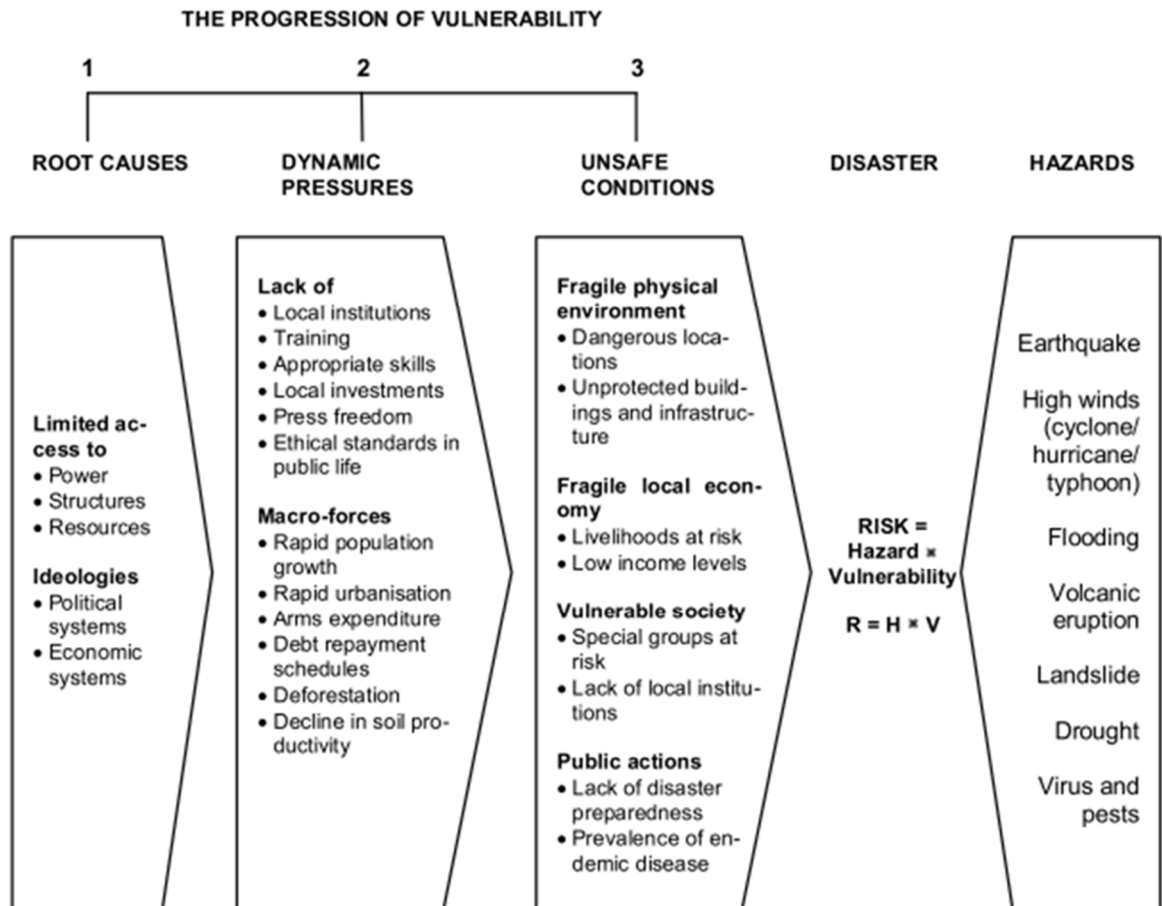 THE PROGRESSION OF VULNERABILITY
1
2
3
ROOT CAUSES
DYNAMIC
PRESSURES
UNSAFE
CONDITIONS
DISASTER
HAZARDS
Limited ac-
cess to
• Power
• Structures
• Resources
Ideologies
• Political
systems
• Economic
systems
Lack of
• Local institutions
• Training
• Appropriate skills
• Local investments
• Press freedom
• Ethical standards in
public life
Macro-forces
• Rapid population
growth
• Rapid urbanisation
• Arms expenditure
• Debt repayment
schedules
• Deforestation
• Decline in soil pro-
ductivity
Fragile physical
environment
• Dangerous loca-
tions
• Unprotected build-
ings and infrastruc-
ture
Fragile local econ-
omy
• Livelihoods at risk
• Low income levels
Vulnerable society
• Special groups at
risk
• Lack of local institu-
tions
Public actions
• Lack of disaster
preparedness
• Prevalence of en-
demic disease
RISK =
Hazard ×
Vulnerability
R = H × V
Earthquake
High winds
(cyclone/
hurricane/
typhoon)
Flooding
Volcanic
eruption
Landslide
Drought
Virus and
pests